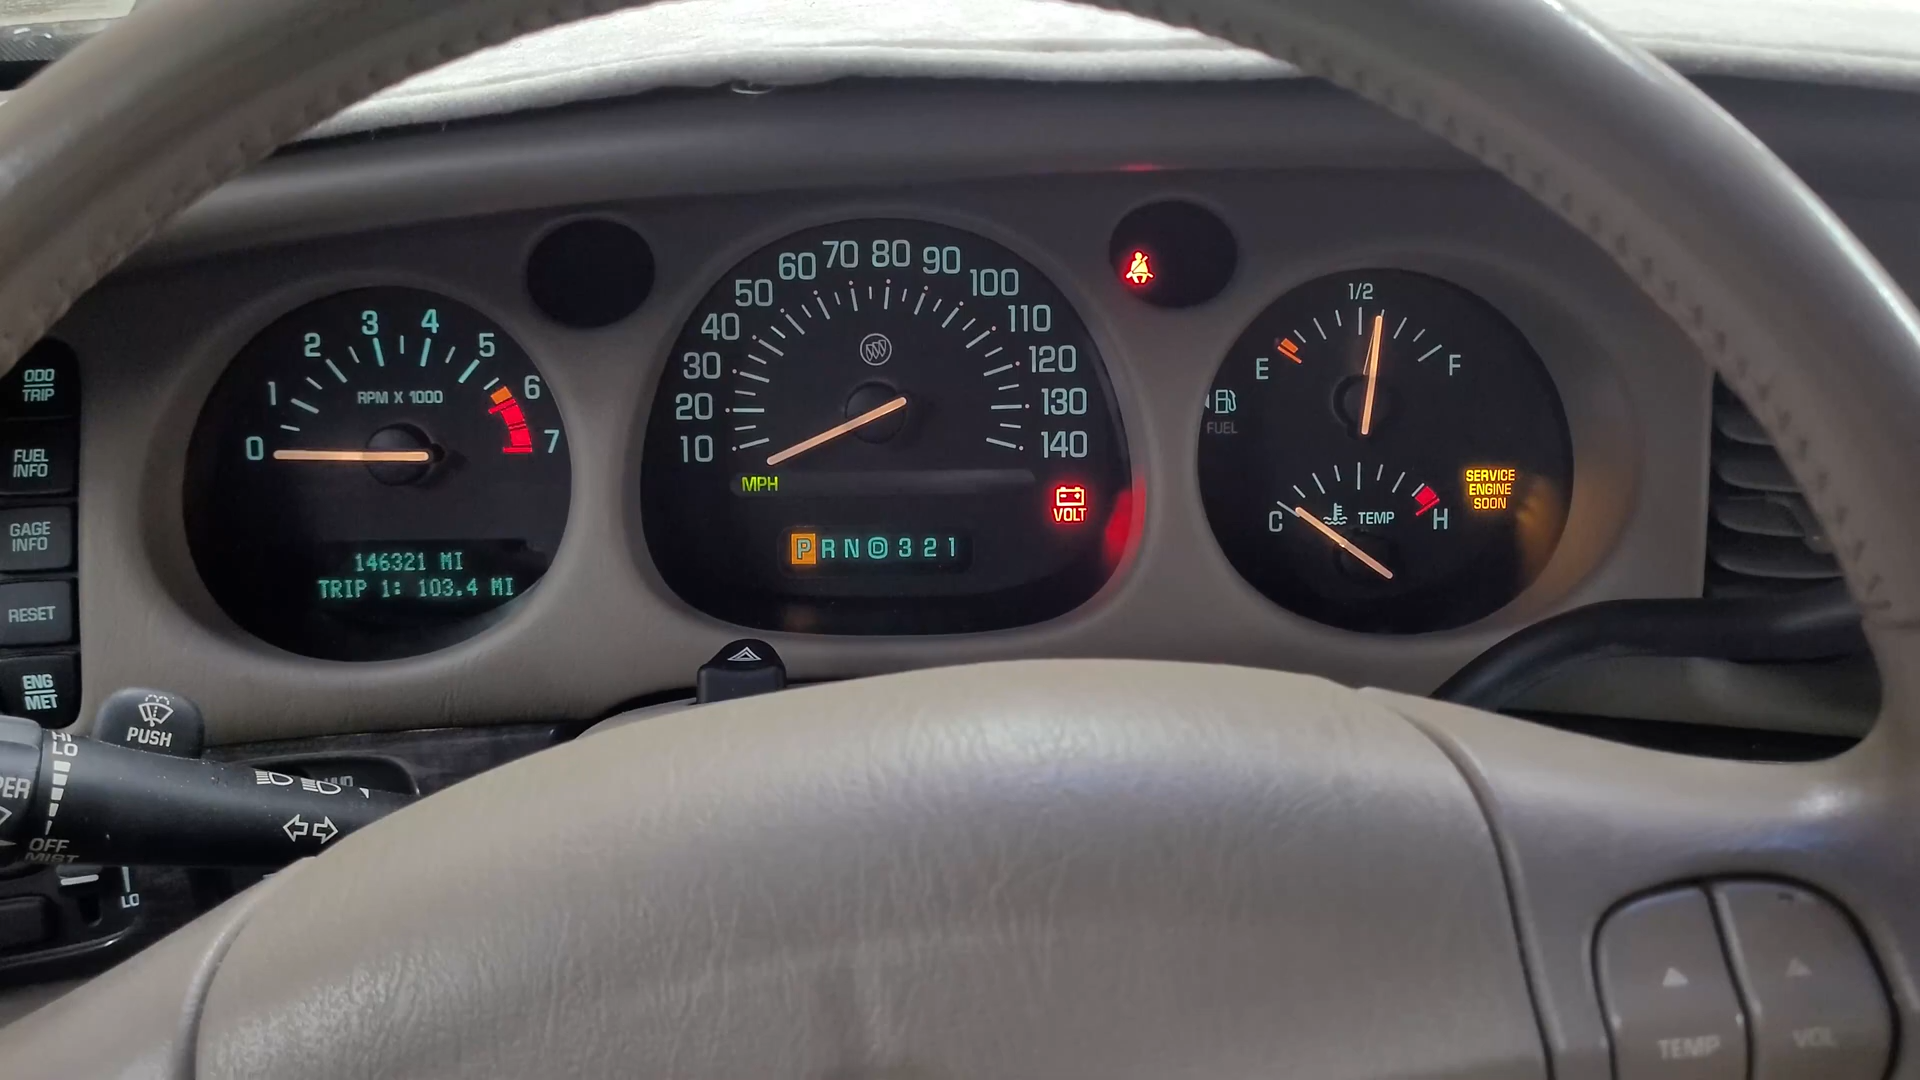 ODO
TRIP
FUEL
INFO
GAGE
INFO
RESET
ENG
MET
0 1 2 3 4 5 6 7
RPM X 1000
146321 MI
TRIP 1: 103.4 MI
10 20 30 40 50 60 70 80 90 100 110 120 130 140
MPH
VOLT
P R N D 3 2 1
E 1/2 F
FUEL
C TEMP H
SERVICE
ENGINE
SOON
PUSH
HI
LO
OFF
MIST
LO
TEMP
VOL